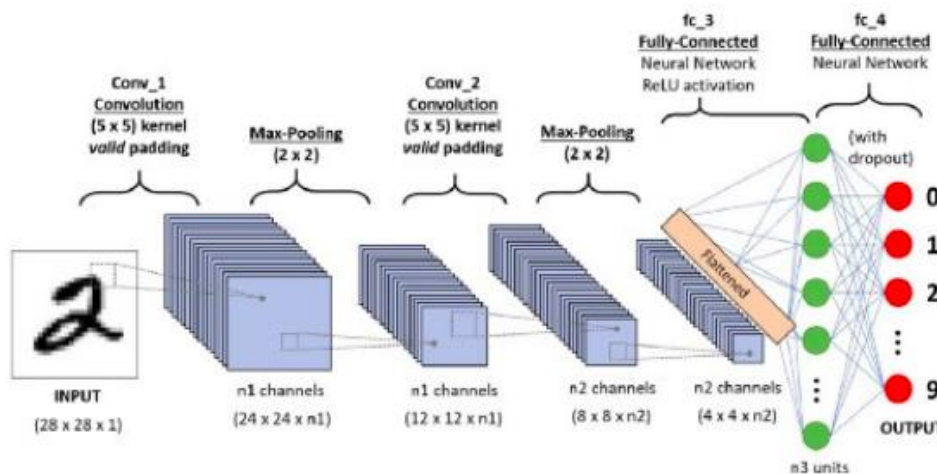 Conv_1
Convolution
(5 x 5) kernel
valid padding
Max-Pooling
(2 x 2)
Conv_2
Convolution
(5 x 5) kernel
valid padding
Max-Pooling
(2 x 2)
fc_3
Fully-Connected
Neural Network
ReLU activation
fc_4
Fully-Connected
Neural Network
(with
dropout)
Flattened
0
1
2
9
INPUT
(28 x 28 x 1)
n1 channels
(24 x 24 x n1)
n1 channels
(12 x 12 x n1)
n2 channels
(8 x 8 x n2)
n2 channels
(4 x 4 x n2)
n3 units
OUTPUT
2